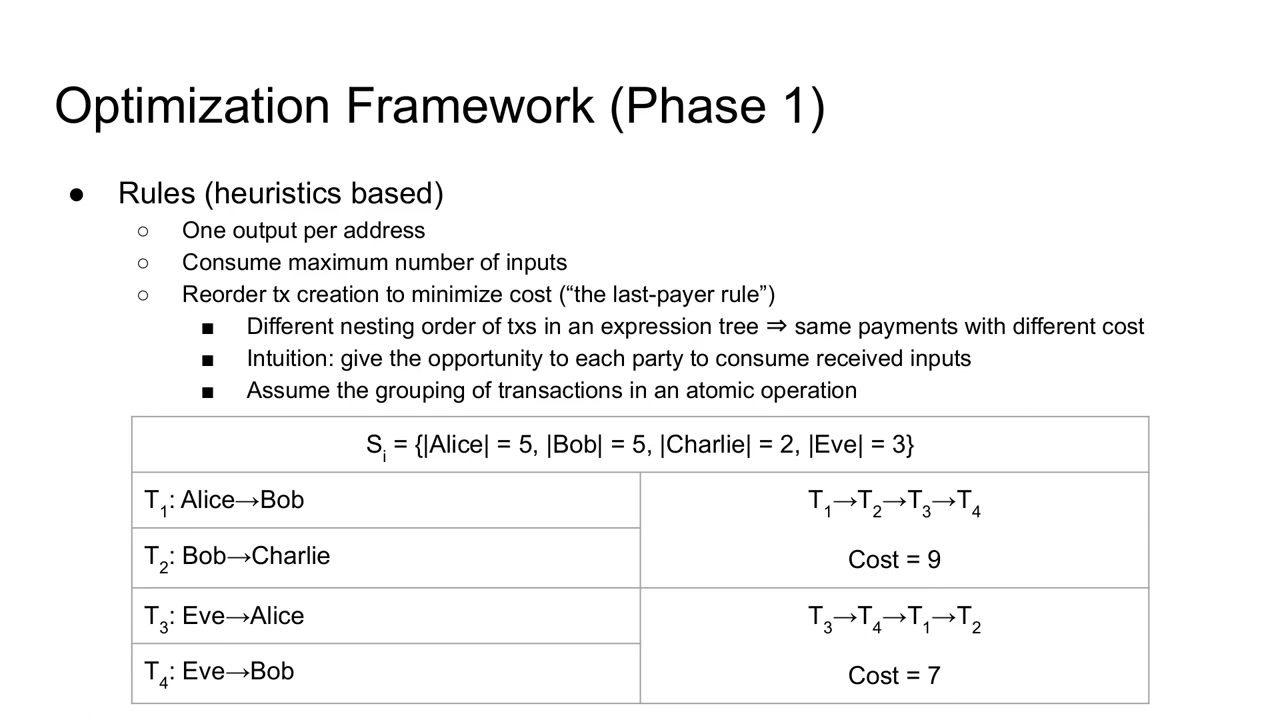 Optimization Framework (Phase 1)
● Rules (heuristics based)
○ One output per address
○ Consume maximum number of inputs
○ Reorder tx creation to minimize cost (“the last-payer rule”)
■ Different nesting order of txs in an expression tree ⇒ same payments with different cost
■ Intuition: give the opportunity to each party to consume received inputs
■ Assume the grouping of transactions in an atomic operation
Sᵢ = {|Alice| = 5, |Bob| = 5, |Charlie| = 2, |Eve| = 3}
T₁: Alice→Bob
T₂: Bob→Charlie
T₁→T₂→T₃→T₄
Cost = 9
T₃: Eve→Alice
T₄: Eve→Bob
T₃→T₄→T₁→T₂
Cost = 7